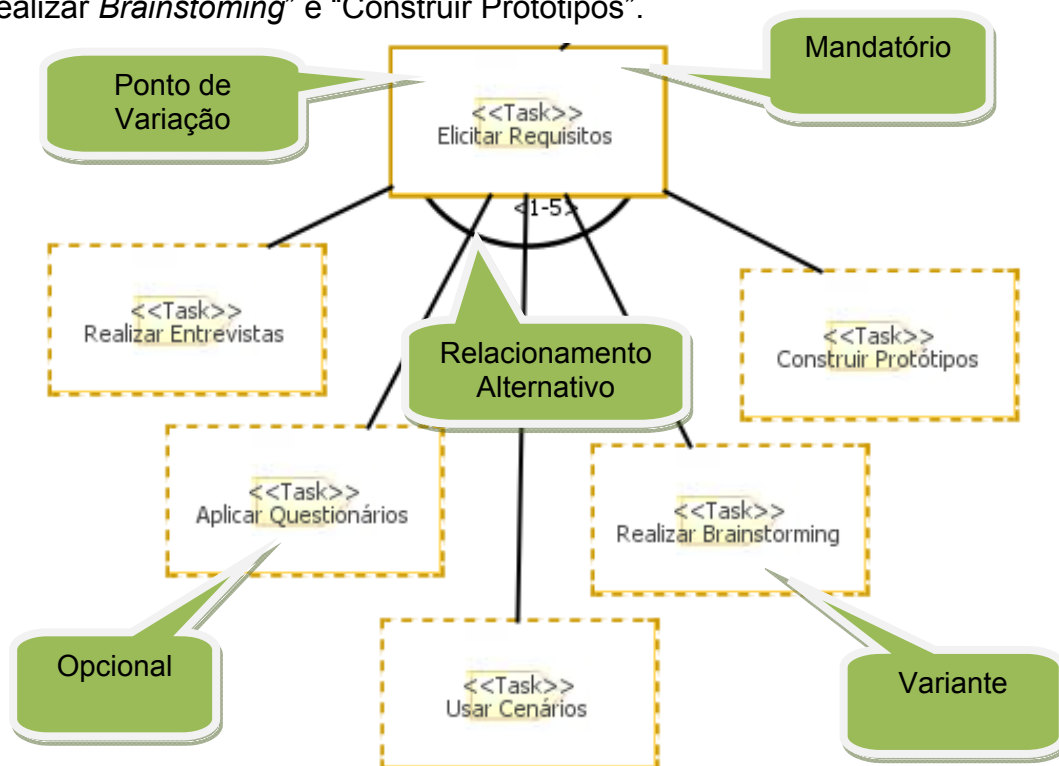 ealizar Brainstoming” e “Construir Protótipos”.
Mandatório
Ponto de
Variação
<<Task>>
Elicitar Requisitos
<1-5>
<<Task>>
Realizar Entrevistas
<<Task>>
Construir Protótipos
Relacionamento
Alternativo
<<Task>>
Aplicar Questionários
<<Task>>
Realizar Brainstorming
Opcional
<<Task>>
Usar Cenários
Variante